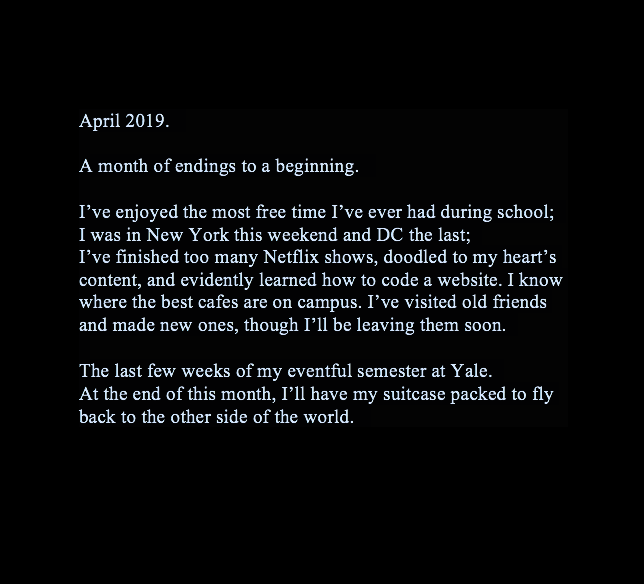 April 2019.
A month of endings to a beginning.
I’ve enjoyed the most free time I’ve ever had during school;
I was in New York this weekend and DC the last;
I’ve finished too many Netflix shows, doodled to my heart’s
content, and evidently learned how to code a website. I know
where the best cafes are on campus. I’ve visited old friends
and made new ones, though I’ll be leaving them soon.
The last few weeks of my eventful semester at Yale.
At the end of this month, I’ll have my suitcase packed to fly
back to the other side of the world.